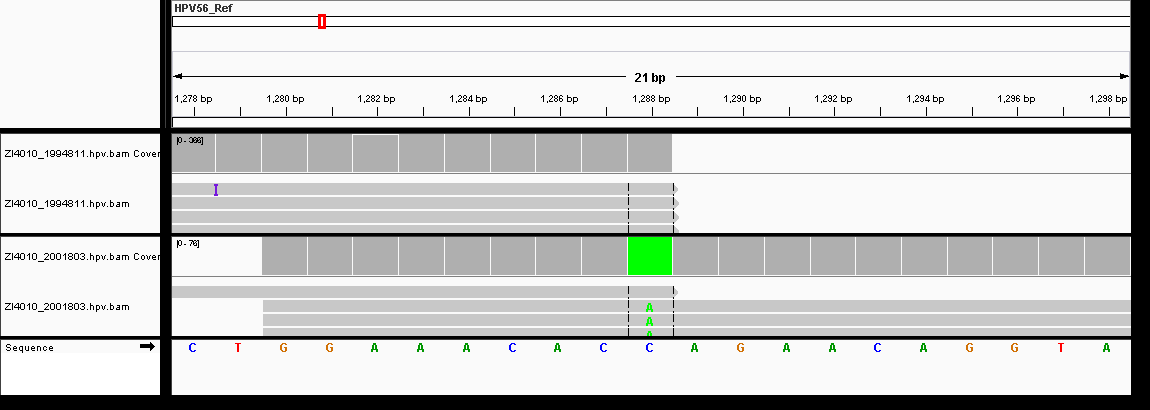 HPV56_Ref
21 bp
1,278 bp 1,280 bp 1,282 bp 1,284 bp 1,286 bp 1,288 bp 1,290 bp 1,292 bp 1,294 bp 1,296 bp 1,298 bp
ZI4010_1994811.hpv.bam Cover
[0 - 366]
I
ZI4010_1994811.hpv.bam
ZI4010_2001803.hpv.bam Cover
[0 - 76]
ZI4010_2001803.hpv.bam
A
A
A
Sequence
C T G G A A A C A C C A G A A C A G G T A